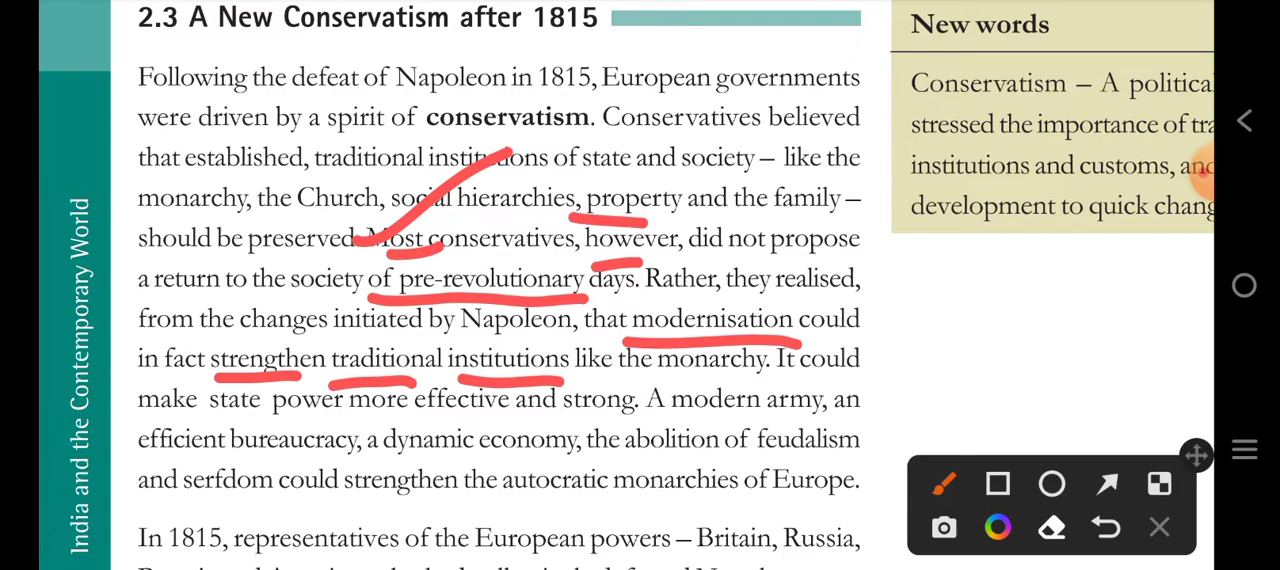 2.3 A New Conservatism after 1815
Following the defeat of Napoleon in 1815, European governments
were driven by a spirit of conservatism. Conservatives believed
that established, traditional institutions of state and society – like the
monarchy, the Church, social hierarchies, property and the family –
should be preserved. Most conservatives, however, did not propose
a return to the society of pre-revolutionary days. Rather, they realised,
from the changes initiated by Napoleon, that modernisation could
in fact strengthen traditional institutions like the monarchy. It could
make state power more effective and strong. A modern army, an
efficient bureaucracy, a dynamic economy, the abolition of feudalism
and serfdom could strengthen the autocratic monarchies of Europe.
In 1815, representatives of the European powers – Britain, Russia,
New words
Conservatism – A political
stressed the importance of
institutions and customs,
development to quick
India and the Contemporary World